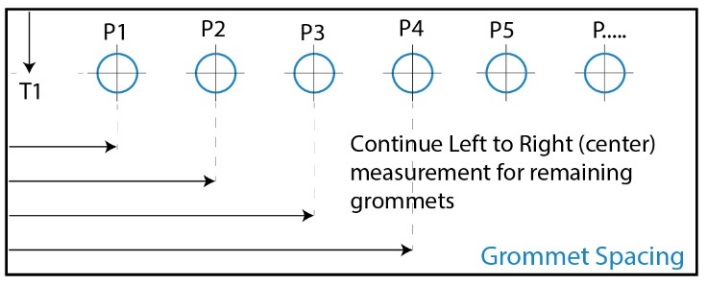 P1 P2 P3 P4 P5 P.....
T1
Continue Left to Right (center)
measurement for remaining
grommets
Grommet Spacing